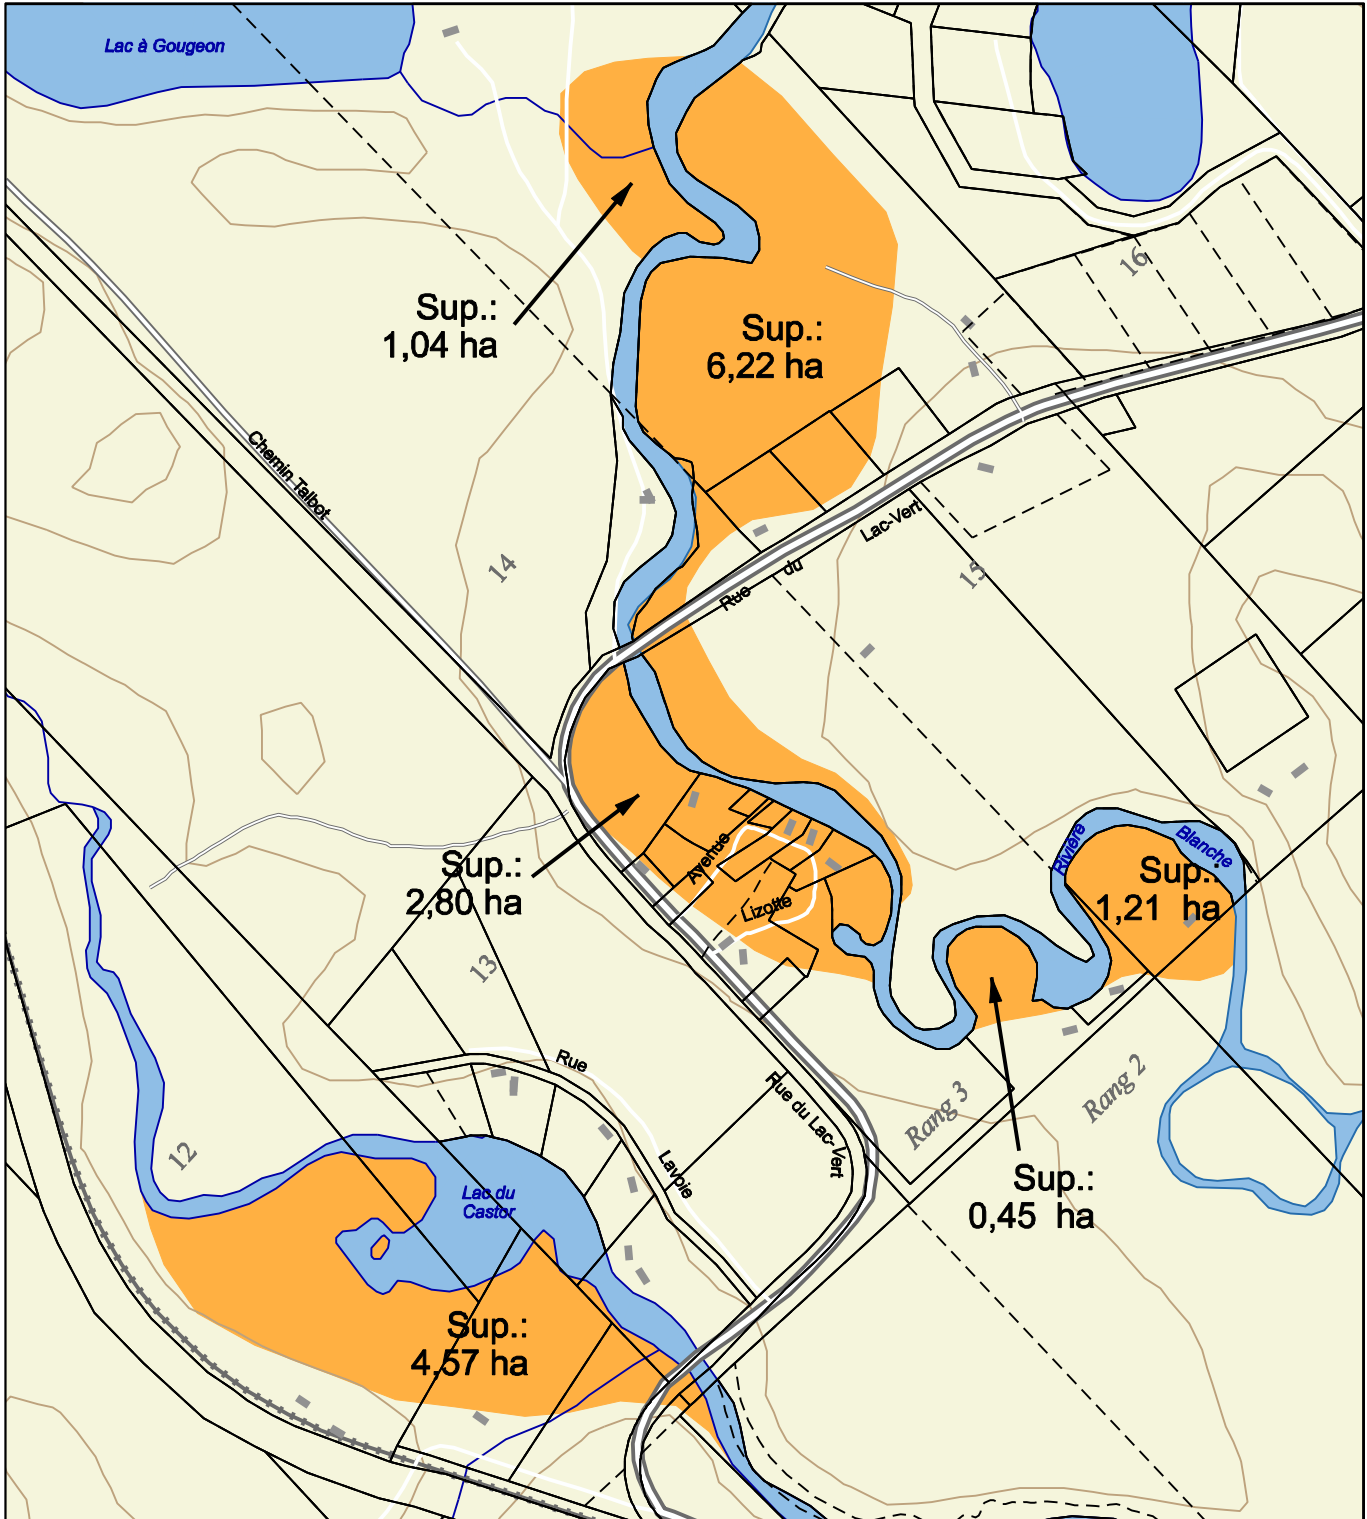 Lac à Gougeon
16
Sup.:
1,04 ha
Sup.:
6,22 ha
Chemin Talbot
Lac-Vert
du
Rue
14
15
Rivière
Blanche
Sup.:
2,80 ha
Avenue
Lizotte
Sup.:
1,21 ha
13
Rue
Rue du Lac-Vert
Rang 3
Rang 2
12
Lavoie
Lac du
Castor
Sup.:
0,45 ha
Sup.:
4,57 ha